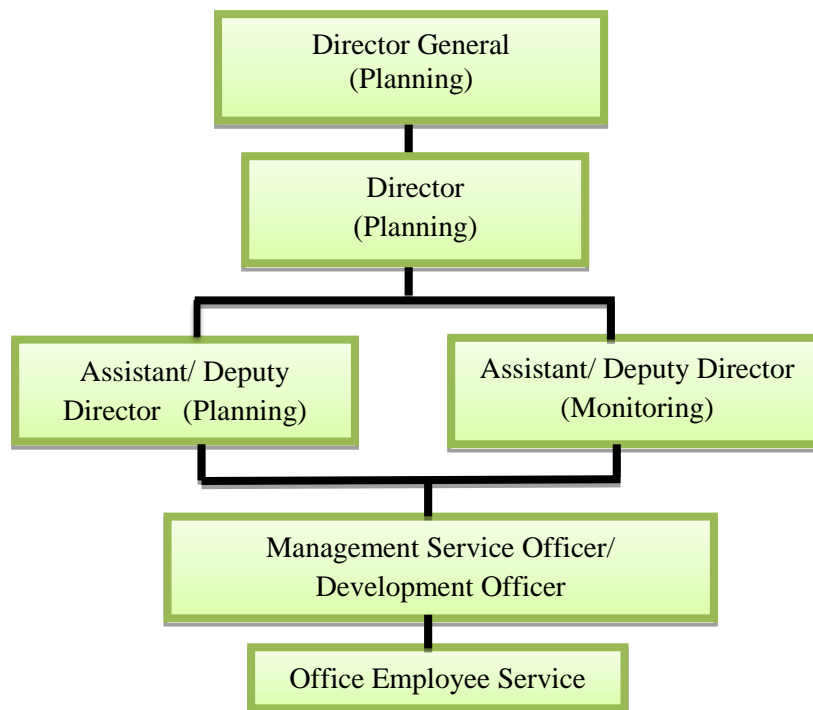 Director General
(Planning)
Director
(Planning)
Assistant/ Deputy
Director (Planning)
Assistant/ Deputy Director
(Monitoring)
Management Service Officer/
Development Officer
Office Employee Service